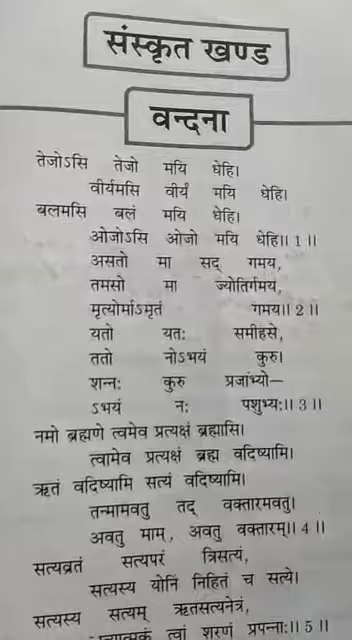 संस्कृत खण्ड
वन्दना
तेजोऽसि तेजो मयि धेहि।
वीर्यमसि वीर्यं मयि धेहि।
बलमसि बलं मयि धेहि।
ओजोऽसि ओजो मयि धेहि।। 1 ।।
असतो मा सद् गमय,
तमसो मा ज्योतिर्गमय,
मृत्योर्माऽमृतं गमय।। 2 ।।
यतो यतः समीहसे,
ततो नोऽभयं कुरु।
शन्नः कुरु प्रजांभ्यो—
ऽभयं नः पशुभ्यः।। 3 ।।
नमो ब्रह्मणे त्वमेव प्रत्यक्षं ब्रह्मासि।
त्वामेव प्रत्यक्षं ब्रह्म वदिष्यामि।
ऋतं वदिष्यामि सत्यं वदिष्यामि।
तन्मामवतु तद् वक्तारमवतु।
अवतु माम्, अवतु वक्तारम्।। 4 ।।
सत्यव्रतं सत्यपरं त्रिसत्यं,
सत्यस्य योनिं निहितं च सत्ये।
सत्यस्य सत्यम् ऋतसत्यनेत्रं,
त्वां शरणं प्रपन्नाः।। 5 ।।